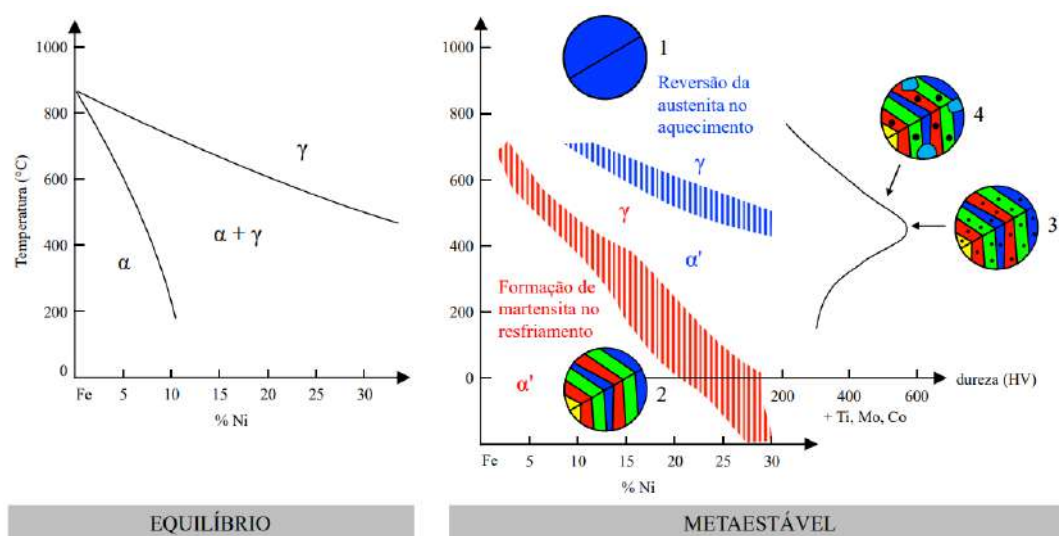 1000
800
600
400
200
0
Temperatura (°C)
γ
α + γ
α
Fe 5 10 15 20 25 30
% Ni
EQUILÍBRIO
1000
800
600
400
200
0
1
Reversão da
austenita no
aquecimento
γ
γ
α'
Formação de
martensita no
resfriamento
α'
2
4
3
200 400 600
dureza (HV)
+ Ti, Mo, Co
Fe 5 10 15 20 25 30
% Ni
METAESTÁVEL